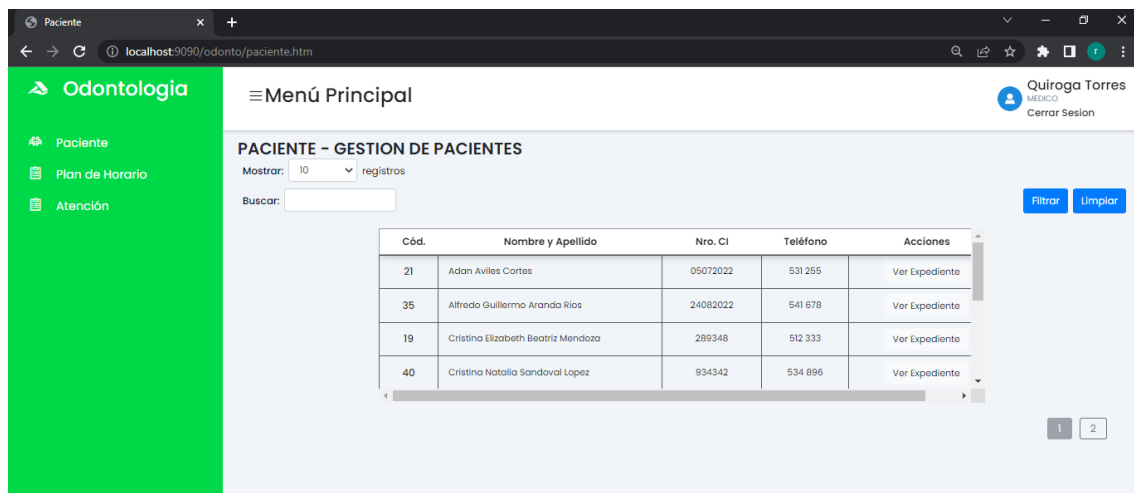 Paciente
localhost:9090/odonto/paciente.htm
r
Odontologia
Menú Principal
Quiroga Torres
MEDICO
Cerrar Sesion
Paciente
Plan de Horario
Atención
PACIENTE - GESTION DE PACIENTES
Mostrar: 10 registros
Buscar:
Filtrar Limpiar
Cód. Nombre y Apellido Nro. CI Teléfono Acciones
21 Adan Aviles Cortes 05072022 531 255 Ver Expediente
35 Alfredo Guillermo Aranda Rios 24082022 541 678 Ver Expediente
19 Cristina Elizabeth Beatriz Mendoza 289348 512 333 Ver Expediente
40 Cristina Natalia Sandoval Lopez 934342 534 896 Ver Expediente
1 2